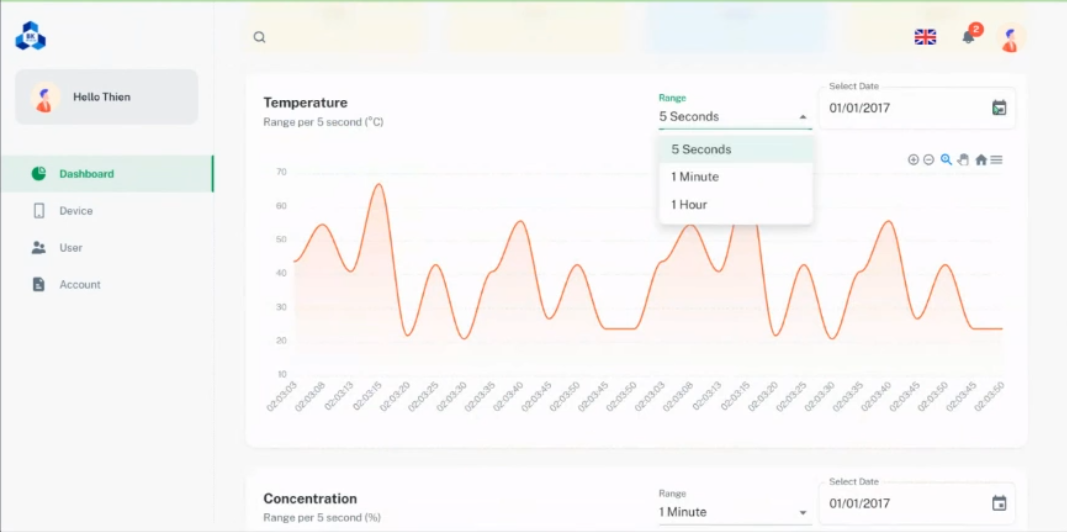 BK
2
Hello Thien
Dashboard
Device
User
Account
Temperature
Range per 5 second (°C)
Range
5 Seconds
Select Date
01/01/2017
5 Seconds
1 Minute
1 Hour
70
60
50
40
30
20
10
02:03:03 02:03:08 02:03:13 02:03:15 02:03:20 02:03:25 02:03:30 02:03:35 02:03:40 02:03:45 02:03:50 02:03:45 02:03:50 02:03:03 02:03:08 02:03:13 02:03:15 02:03:20 02:03:25 02:03:30 02:03:35 02:03:40 02:03:45 02:03:50 02:03:45 02:03:50
Concentration
Range per 5 second (%)
Range
1 Minute
Select Date
01/01/2017